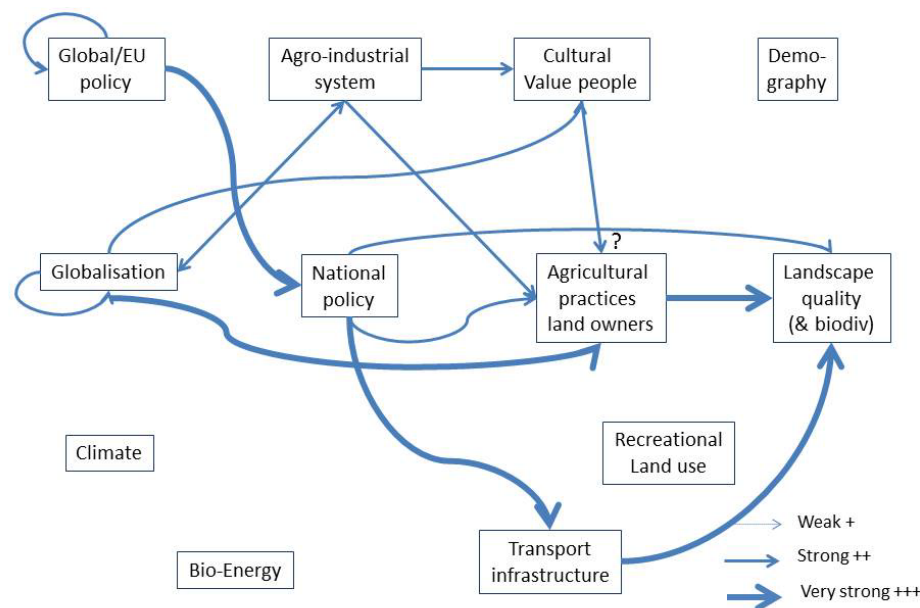 Global/EU
policy
Agro-industrial
system
Cultural
Value people
Demo-
graphy
?
Globalisation
National
policy
Agricultural
practices
land owners
Landscape
quality
(& biodiv)
Climate
Recreational
Land use
Bio-Energy
Transport
infrastructure
Weak +
Strong ++
Very strong +++